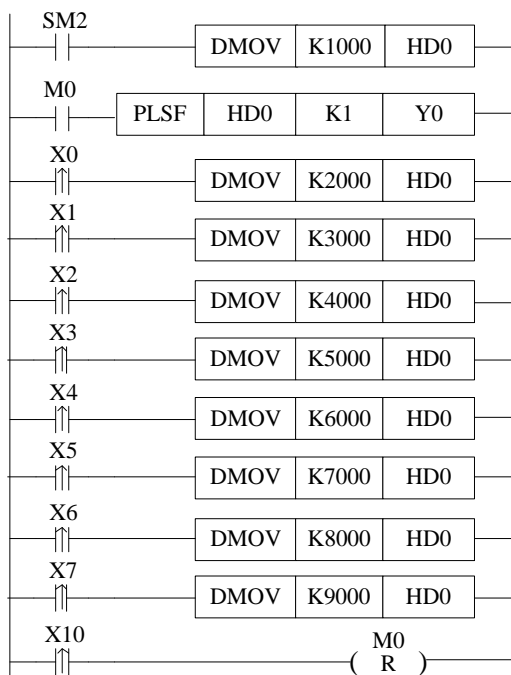 SM2
DMOV K1000 HD0
M0
PLSF HD0 K1 Y0
X0
DMOV K2000 HD0
X1
DMOV K3000 HD0
X2
DMOV K4000 HD0
X3
DMOV K5000 HD0
X4
DMOV K6000 HD0
X5
DMOV K7000 HD0
X6
DMOV K8000 HD0
X7
DMOV K9000 HD0
X10
M0
( R )